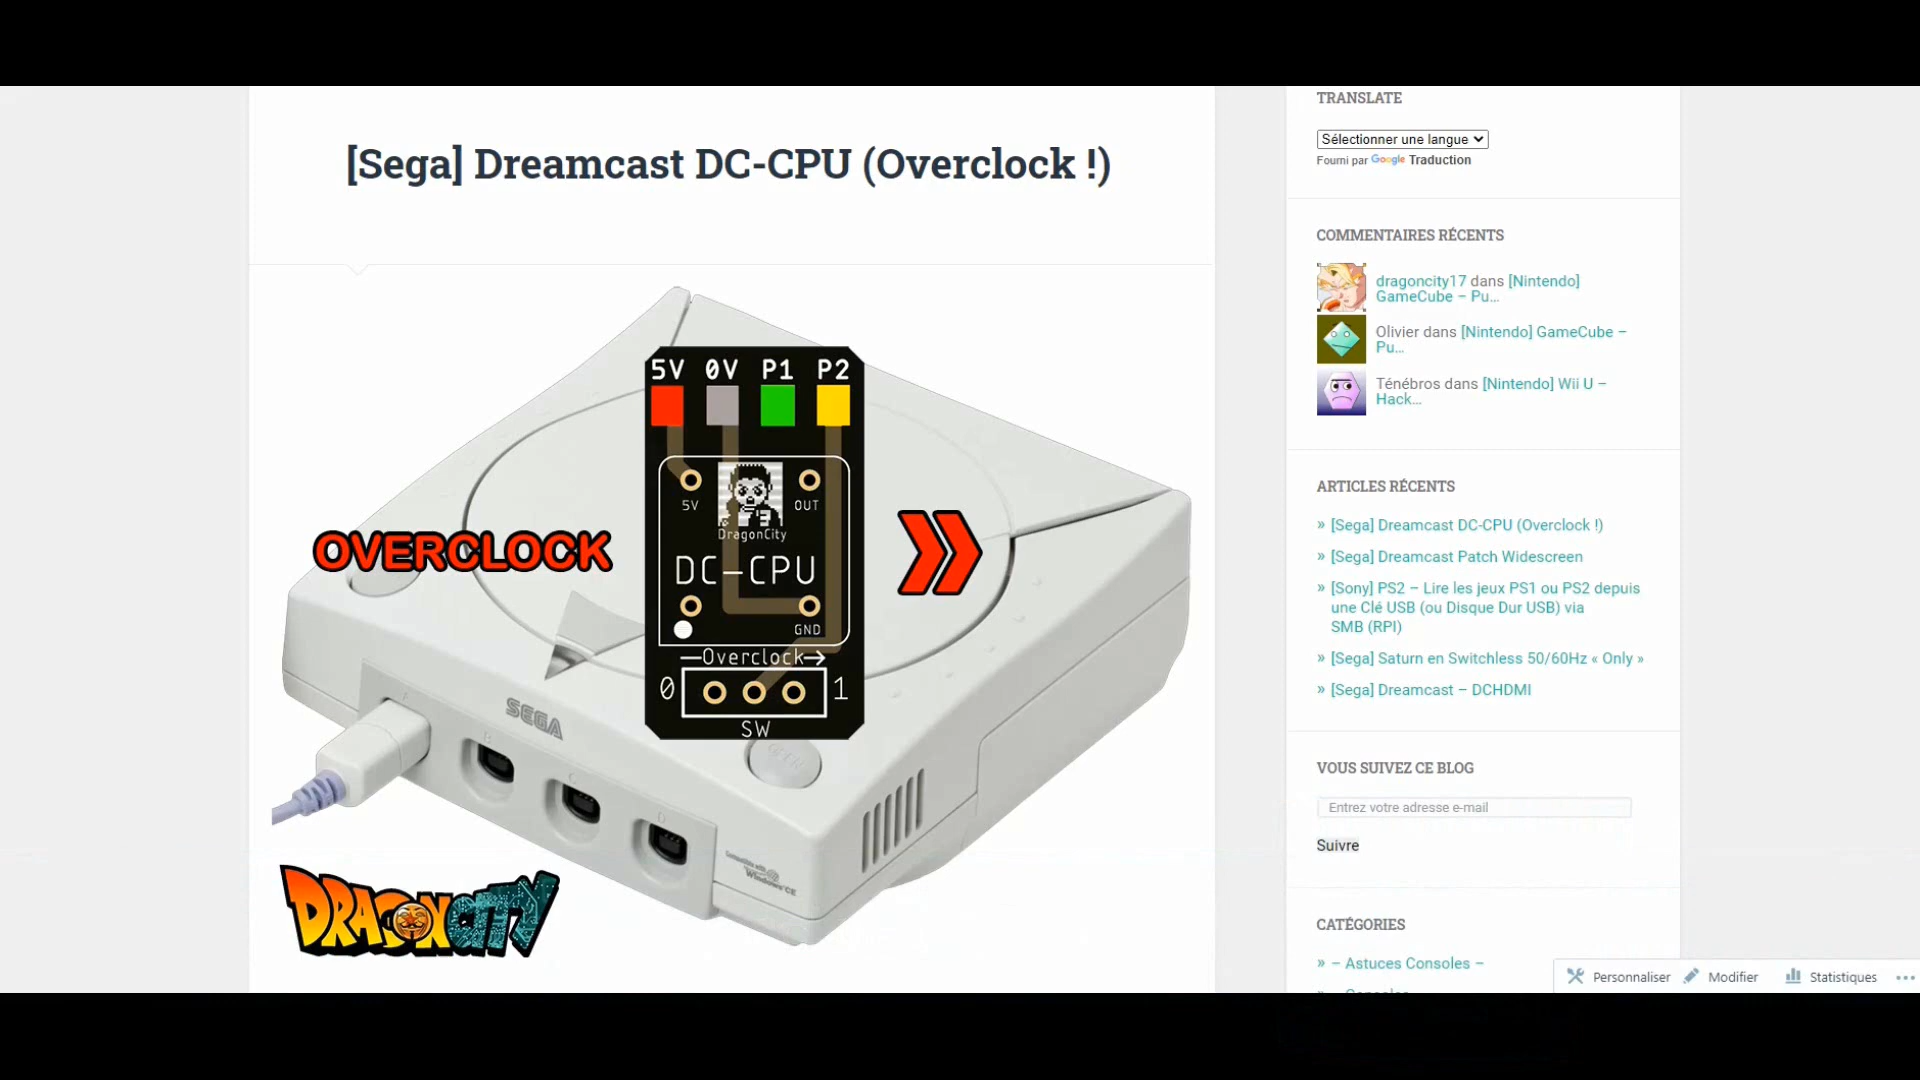 [Sega] Dreamcast DC-CPU (Overclock !)
5V 0V P1 P2
5V
OUT
DragonCity
DC-CPU
GND
Overclock
0
1
SW
OVERCLOCK
SEGA
A
B
C
D
OPEN
Compatible with
Windows CE
DRAGONCITY
TRANSLATE
Sélectionner une langue
Fourni par Google Traduction
COMMENTAIRES RÉCENTS
dragoncity17 dans [Nintendo]
GameCube – Pu…
Olivier dans [Nintendo] GameCube –
Pu…
Ténébros dans [Nintendo] Wii U –
Hack…
ARTICLES RÉCENTS
» [Sega] Dreamcast DC-CPU (Overclock !)
» [Sega] Dreamcast Patch Widescreen
» [Sony] PS2 – Lire les jeux PS1 ou PS2 depuis
une Clé USB (ou Disque Dur USB) via
SMB (RPI)
» [Sega] Saturn en Switchless 50/60Hz « Only »
» [Sega] Dreamcast – DCHDMI
VOUS SUIVEZ CE BLOG
Entrez votre adresse e-mail
Suivre
CATÉGORIES
» – Astuces Consoles –
Personnaliser Modifier Statistiques